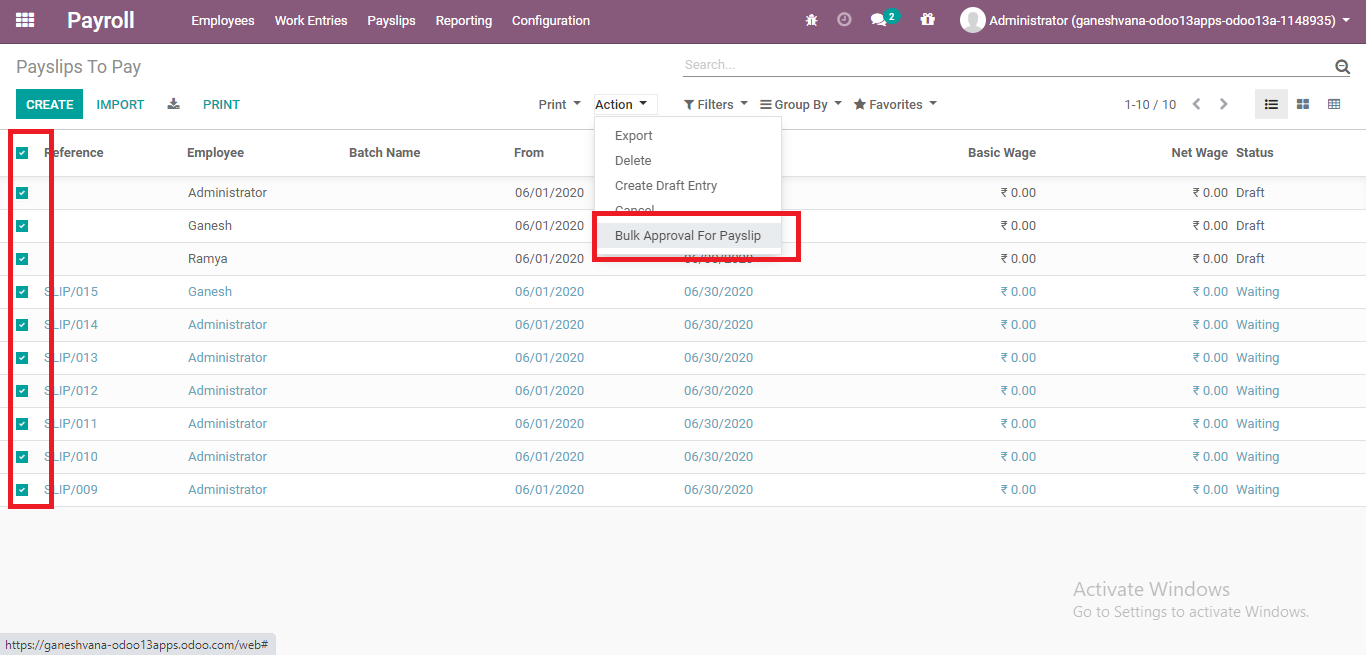 Payroll Employees Work Entries Payslips Reporting Configuration 2 Administrator (ganeshvana-odoo13apps-odoo13a-1148935)
Payslips To Pay Search...
CREATE IMPORT PRINT Print Action Filters Group By Favorites 1-10 / 10
Export
Delete
Create Draft Entry
Cancel
Bulk Approval For Payslip
Reference Employee Batch Name From Basic Wage Net Wage Status
Administrator 06/01/2020 ₹ 0.00 ₹ 0.00 Draft
Ganesh 06/01/2020 ₹ 0.00 ₹ 0.00 Draft
Ramya 06/01/2020 06/30/2020 ₹ 0.00 ₹ 0.00 Draft
SLIP/015 Ganesh 06/01/2020 06/30/2020 ₹ 0.00 ₹ 0.00 Waiting
SLIP/014 Administrator 06/01/2020 06/30/2020 ₹ 0.00 ₹ 0.00 Waiting
SLIP/013 Administrator 06/01/2020 06/30/2020 ₹ 0.00 ₹ 0.00 Waiting
SLIP/012 Administrator 06/01/2020 06/30/2020 ₹ 0.00 ₹ 0.00 Waiting
SLIP/011 Administrator 06/01/2020 06/30/2020 ₹ 0.00 ₹ 0.00 Waiting
SLIP/010 Administrator 06/01/2020 06/30/2020 ₹ 0.00 ₹ 0.00 Waiting
SLIP/009 Administrator 06/01/2020 06/30/2020 ₹ 0.00 ₹ 0.00 Waiting
Activate Windows
Go to Settings to activate Windows.
https://ganeshvana-odoo13apps.odoo.com/web#